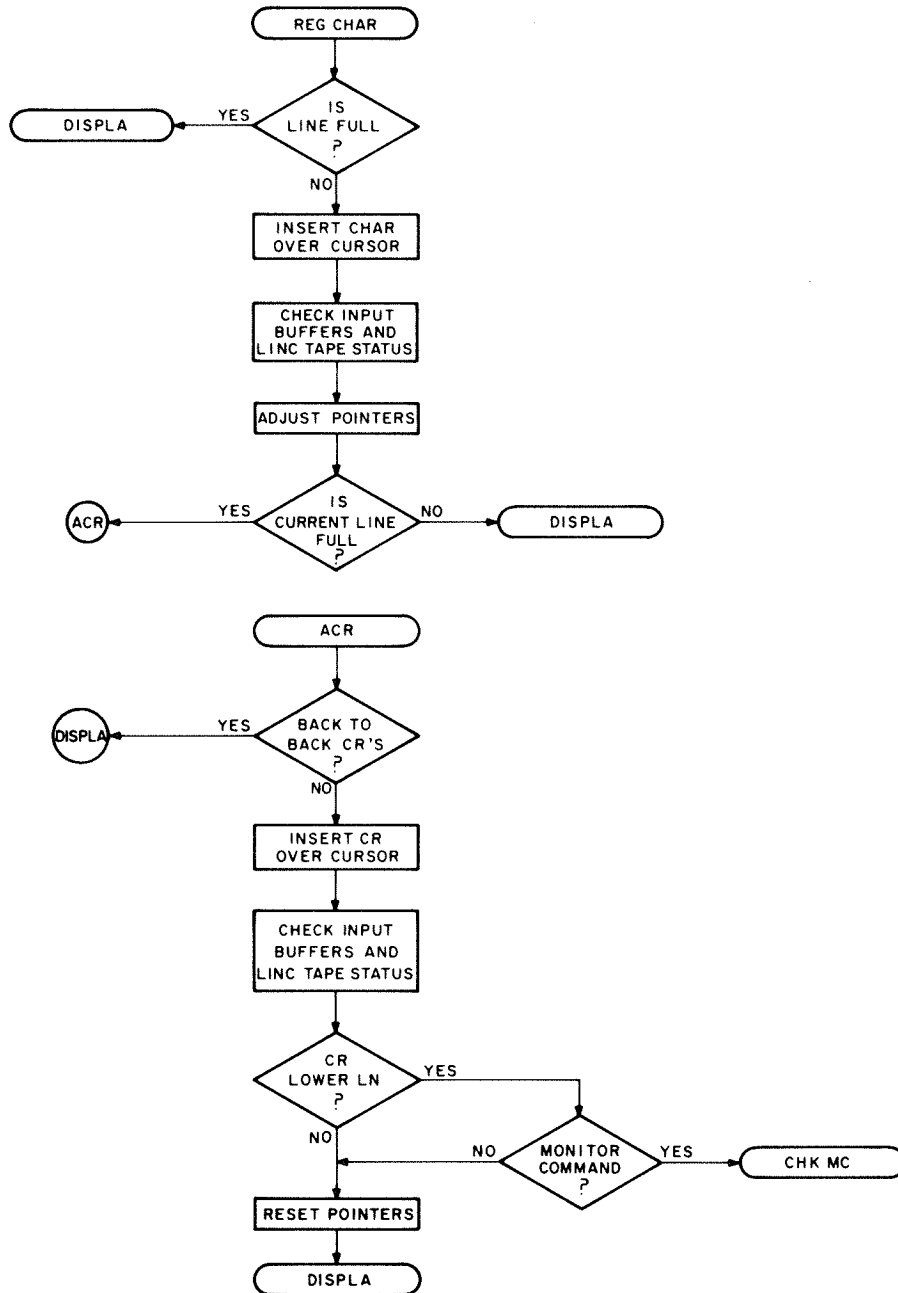 REG CHAR
IS
LINE FULL
?
YES
DISPLA
NO
INSERT CHAR
OVER CURSOR
CHECK INPUT
BUFFERS AND
LINC TAPE STATUS
ADJUST POINTERS
IS
CURRENT LINE
FULL
?
YES
ACR
NO
DISPLA
ACR
BACK TO
BACK CR'S
?
YES
DISPLA
NO
INSERT CR
OVER CURSOR
CHECK INPUT
BUFFERS AND
LINC TAPE STATUS
CR
LOWER LN
?
YES
NO
MONITOR
COMMAND
?
NO
YES
CHK MC
RESET POINTERS
DISPLA